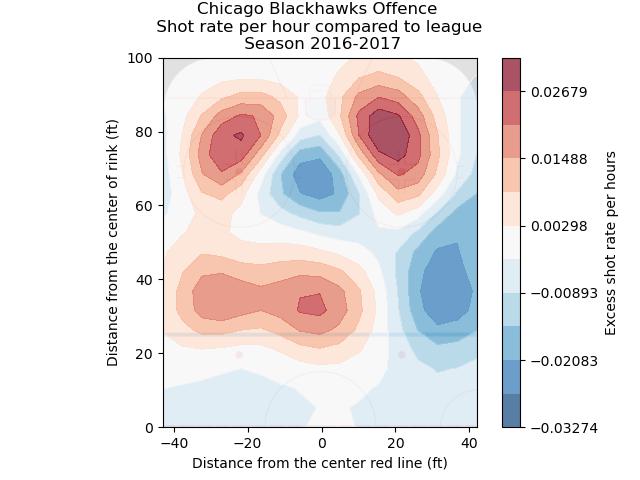 Chicago Blackhawks Offence
Shot rate per hour compared to league
Season 2016-2017
100
80
60
40
20
0
Distance from the center of rink (ft)
−40
−20
0
20
40
Distance from the center red line (ft)
0.02679
0.01488
0.00298
−0.00893
−0.02083
−0.03274
Excess shot rate per hours